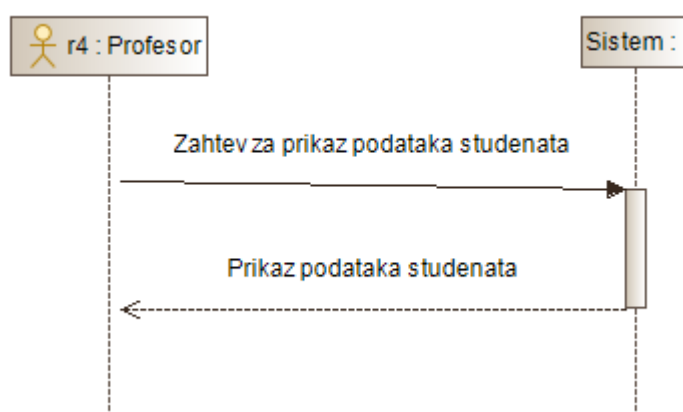 r4 : Profesor
Sistem :
Zahtev za prikaz podataka studenata
Prikaz podataka studenata